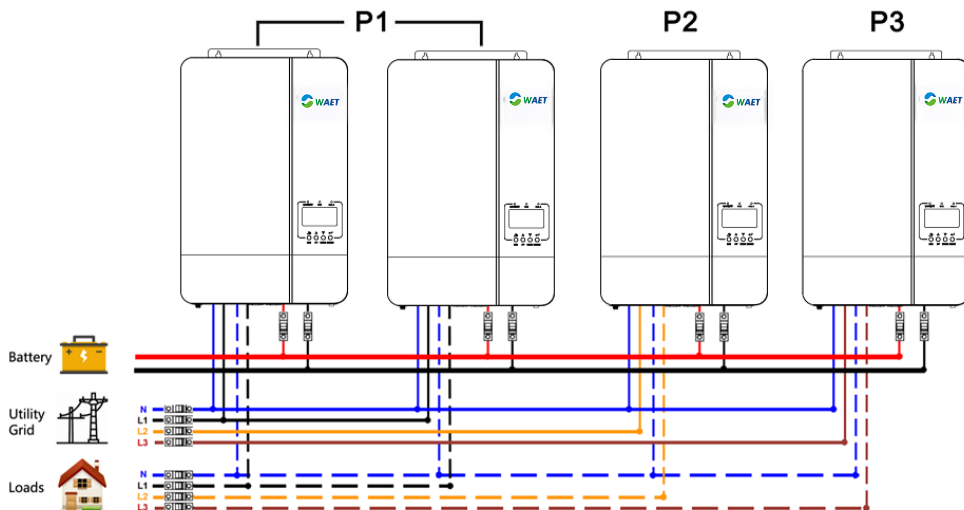 P1
P2
P3
WAET
WAET
WAET
WAET
Battery
+ −
Utility
Grid
N
L1
L2
L3
Loads
N
L1
L2
L3